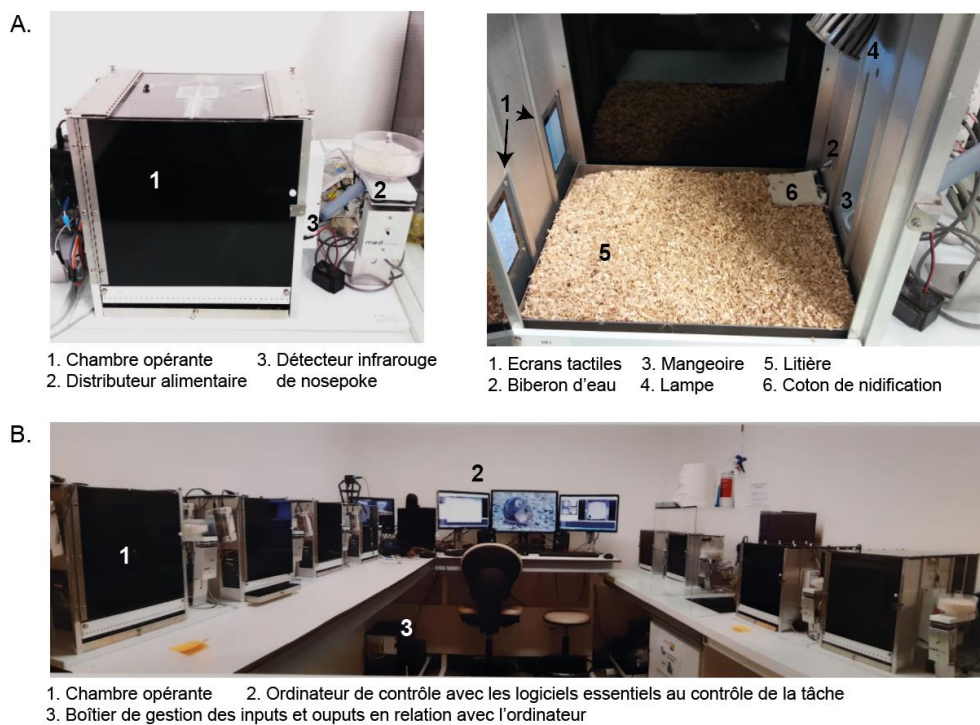 A.
1
2
3
med
1. Chambre opérante 3. Détecteur infrarouge
2. Distributeur alimentaire de nosepoke
1
2
3
4
5
6
1. Ecrans tactiles 3. Mangeoire 5. Litière
2. Biberon d'eau 4. Lampe 6. Coton de nidification
B.
1
2
3
1. Chambre opérante 2. Ordinateur de contrôle avec les logiciels essentiels au contrôle de la tâche
3. Boîtier de gestion des inputs et ouputs en relation avec l'ordinateur